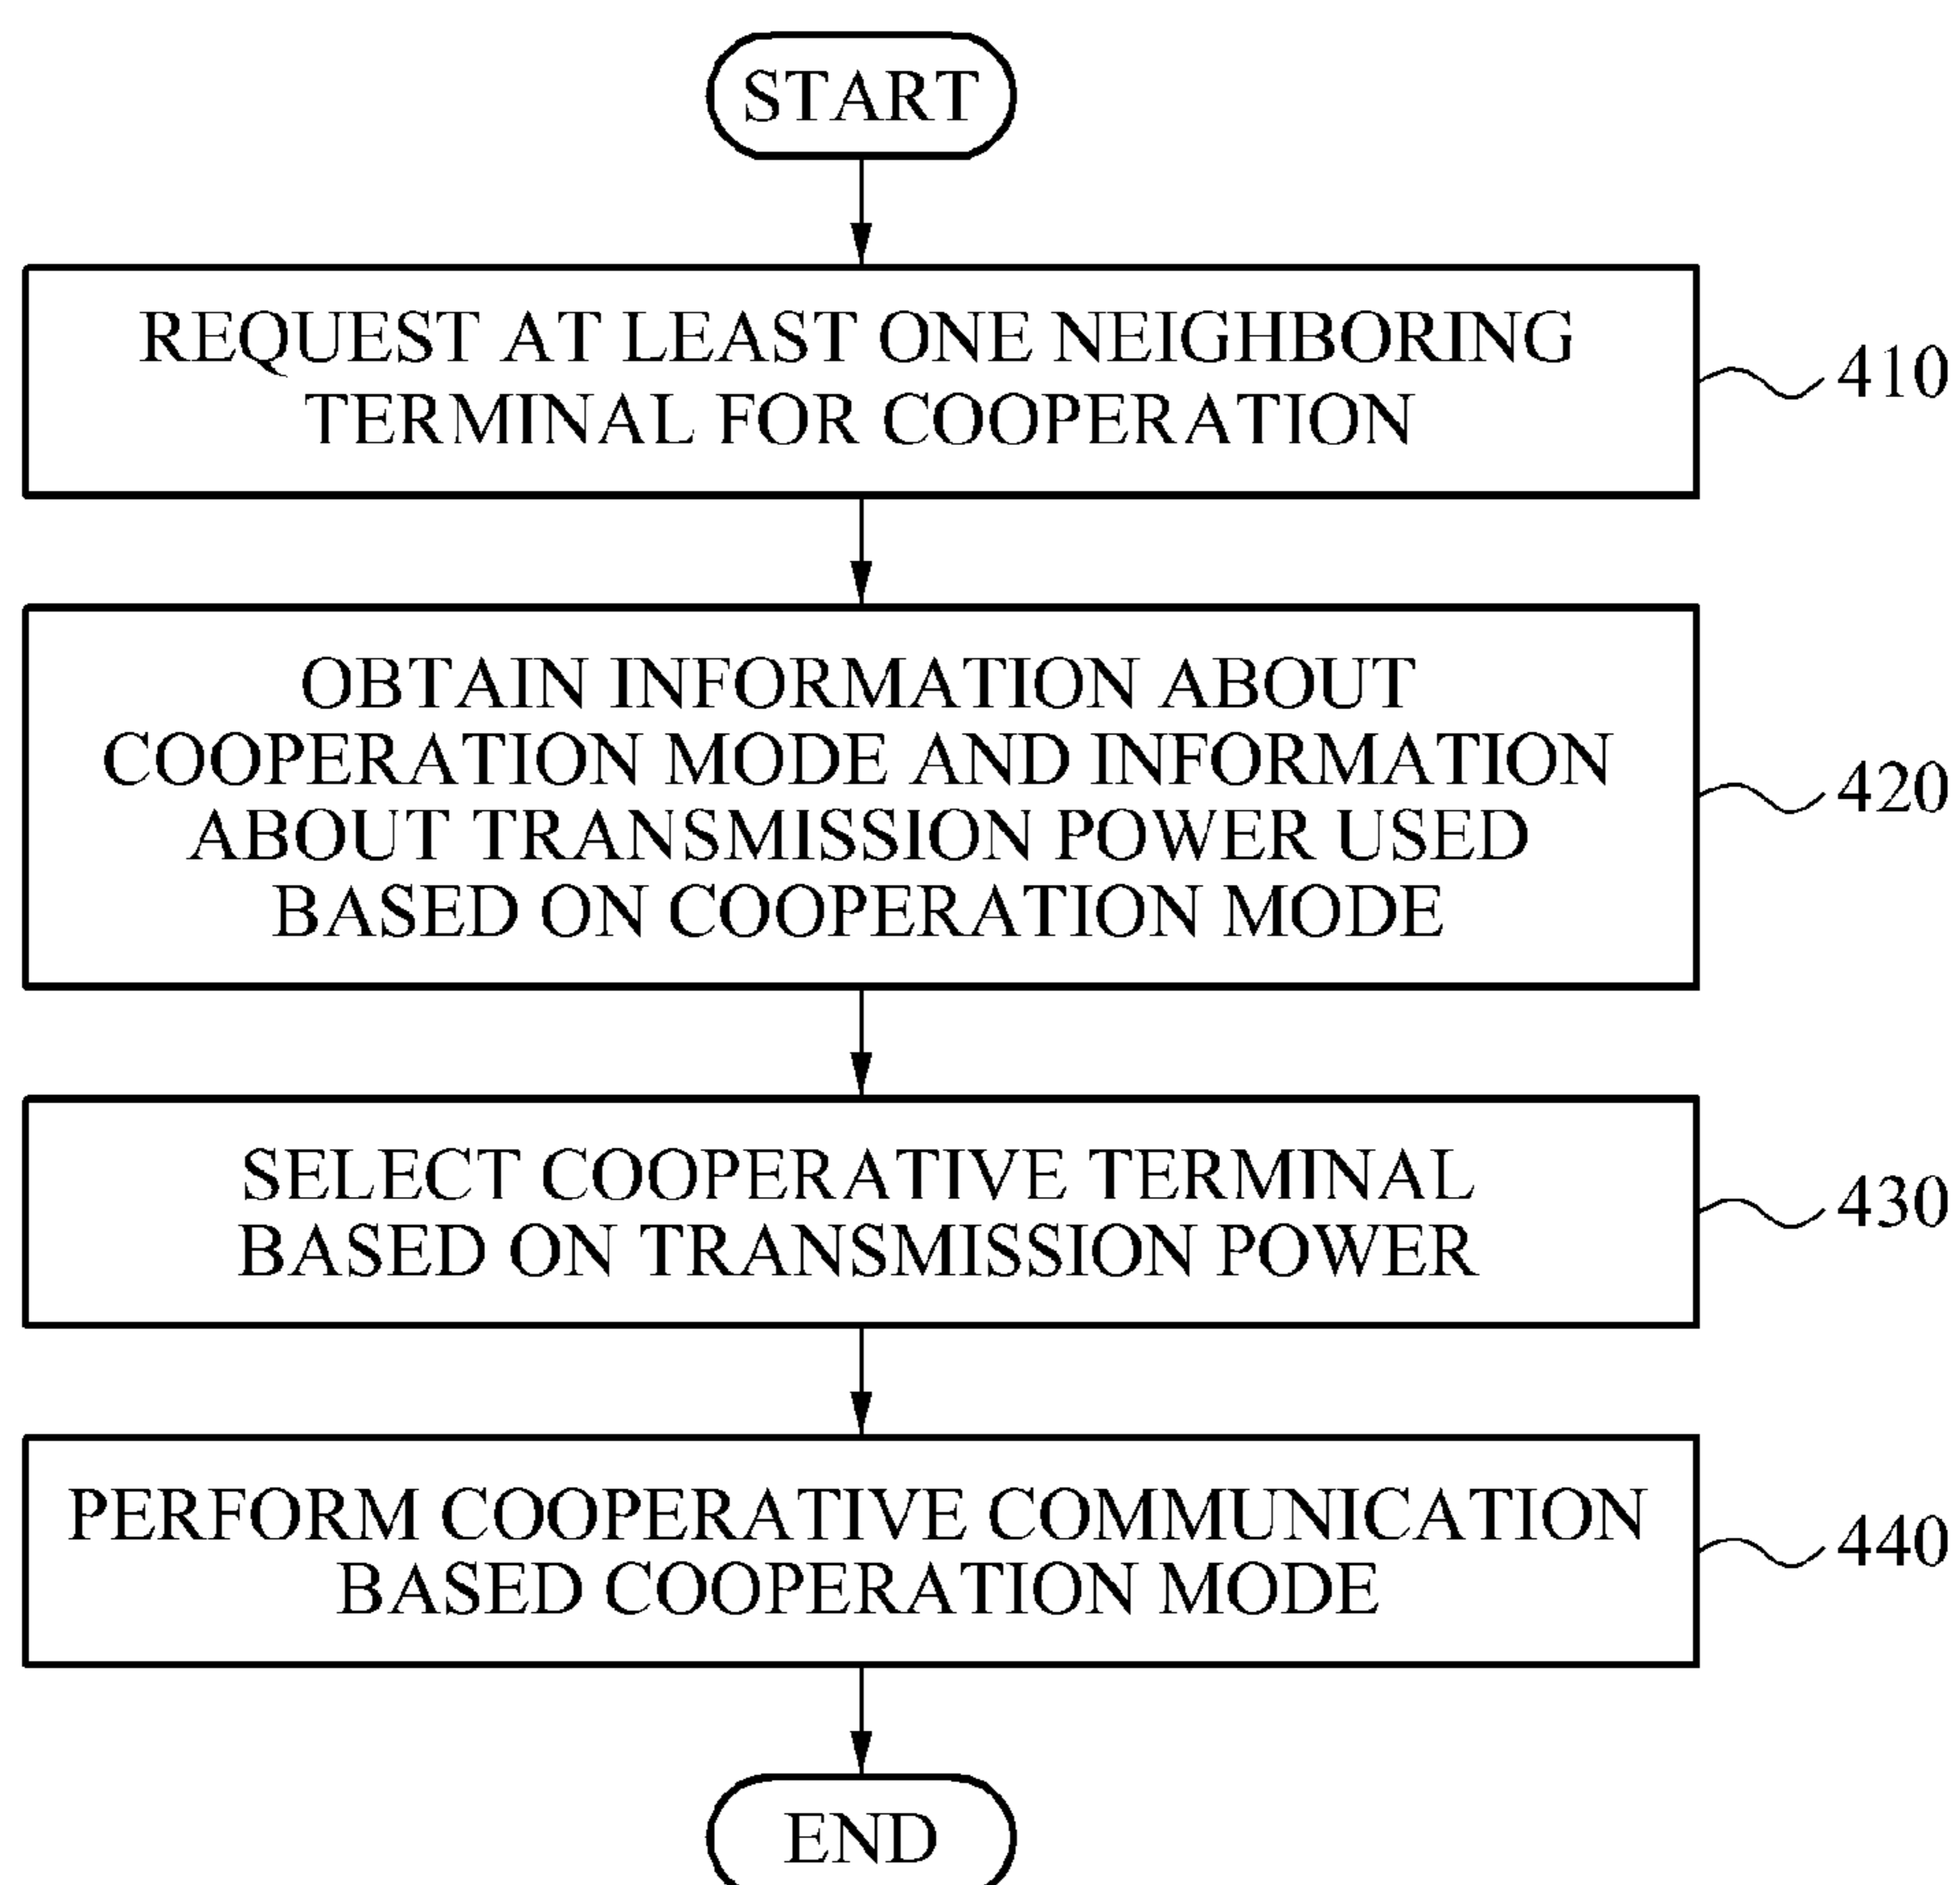 START
REQUEST AT LEAST ONE NEIGHBORING
TERMINAL FOR COOPERATION
410
OBTAIN INFORMATION ABOUT
COOPERATION MODE AND INFORMATION
ABOUT TRANSMISSION POWER USED
BASED ON COOPERATION MODE
420
SELECT COOPERATIVE TERMINAL
BASED ON TRANSMISSION POWER
430
PERFORM COOPERATIVE COMMUNICATION
BASED COOPERATION MODE
440
END